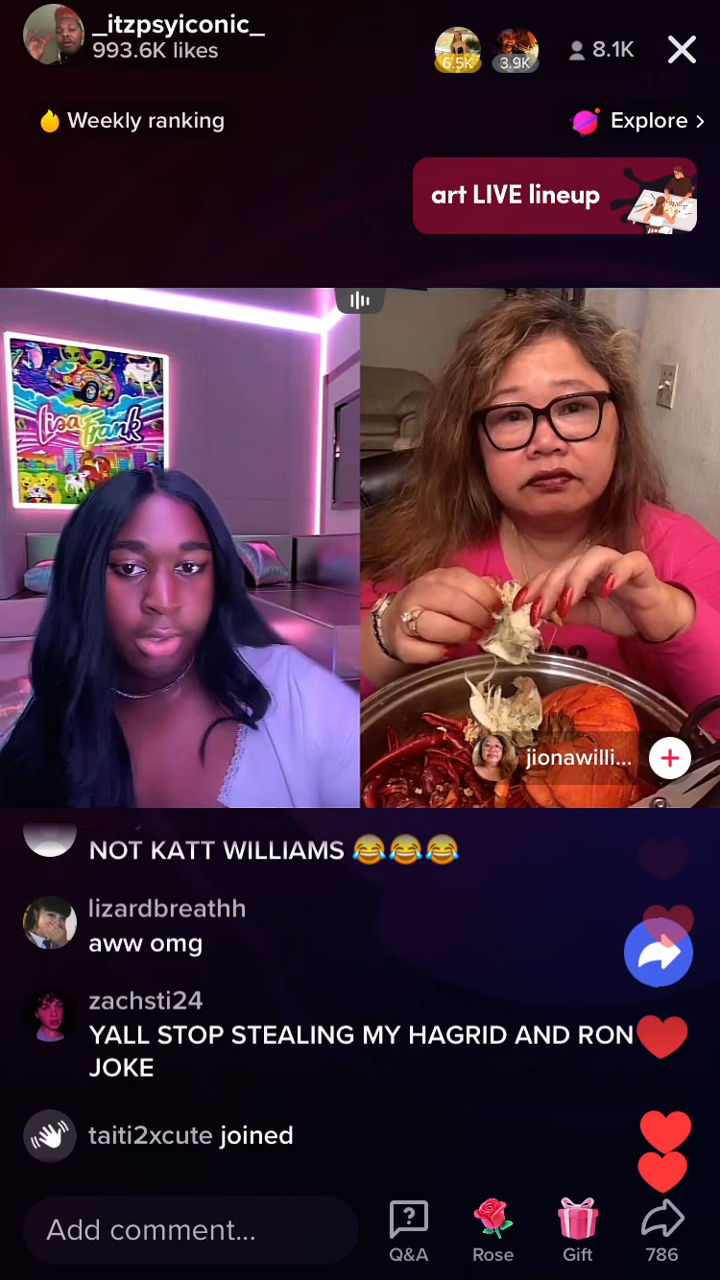 _itzpsyiconic_
993.6K likes
6.5K
3.9K
8.1K
Weekly ranking
Explore >
art LIVE lineup
Lisa Frank
jionawilli...
NOT KATT WILLIAMS 😂😂😂
lizardbreathh
aww omg
zachsti24
YALL STOP STEALING MY HAGRID AND RON
JOKE
taiti2xcute joined
Add comment...
Q&A
Rose
Gift
786